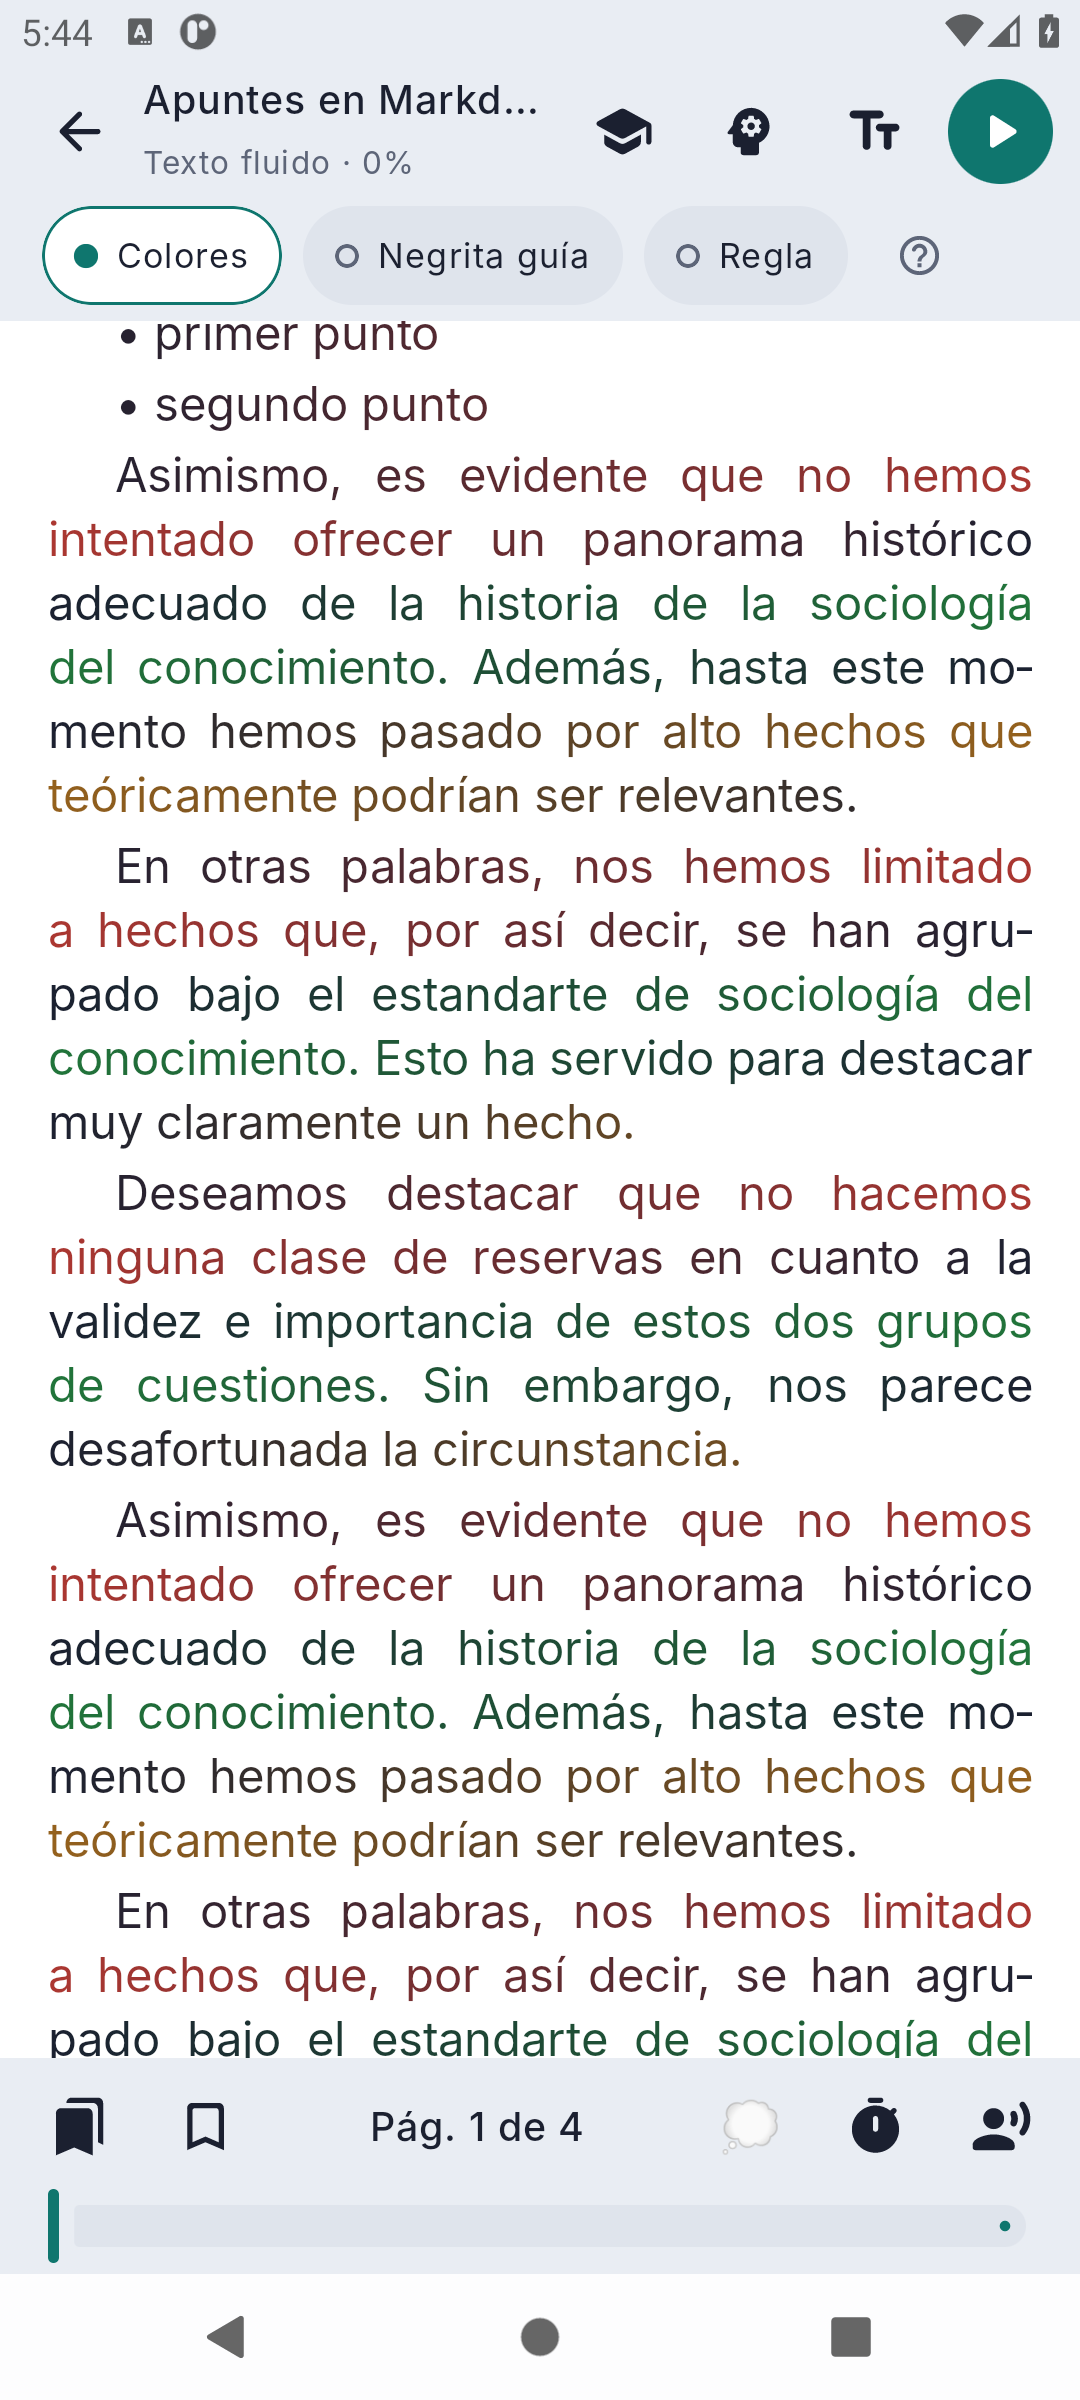 5:44
Apuntes en Markd...
Texto fluido · 0%
Colores
Negrita guía
Regla
• primer punto
• segundo punto
Asimismo, es evidente que no hemos
intentado ofrecer un panorama histórico
adecuado de la historia de la sociología
del conocimiento. Además, hasta este mo-
mento hemos pasado por alto hechos que
teóricamente podrían ser relevantes.
En otras palabras, nos hemos limitado
a hechos que, por así decir, se han agru-
pado bajo el estandarte de sociología del
conocimiento. Esto ha servido para destacar
muy claramente un hecho.
Deseamos destacar que no hacemos
ninguna clase de reservas en cuanto a la
validez e importancia de estos dos grupos
de cuestiones. Sin embargo, nos parece
desafortunada la circunstancia.
Asimismo, es evidente que no hemos
intentado ofrecer un panorama histórico
adecuado de la historia de la sociología
del conocimiento. Además, hasta este mo-
mento hemos pasado por alto hechos que
teóricamente podrían ser relevantes.
En otras palabras, nos hemos limitado
a hechos que, por así decir, se han agru-
pado bajo el estandarte de sociología del
Pág. 1 de 4